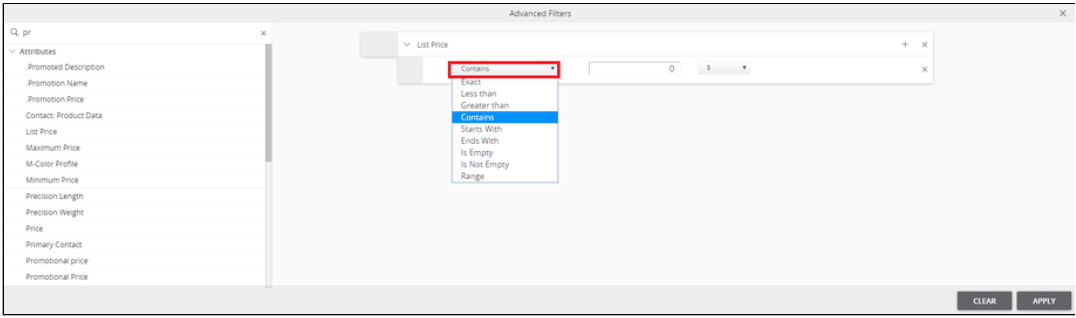 Advanced Filters
pr
Attributes
.Promoted Description
.Promotion Name
.Promotion Price
Contact: Product Data
List Price
Maximum Price
M-Color Profile
Minimum Price
Precision Length
Precision Weight
Price
Primary Contact
Promotional price
Promotional Price
List Price
Contains 0 $
Exact
Less than
Greater than
Contains
Starts With
Ends With
Is Empty
Is Not Empty
Range
CLEAR APPLY